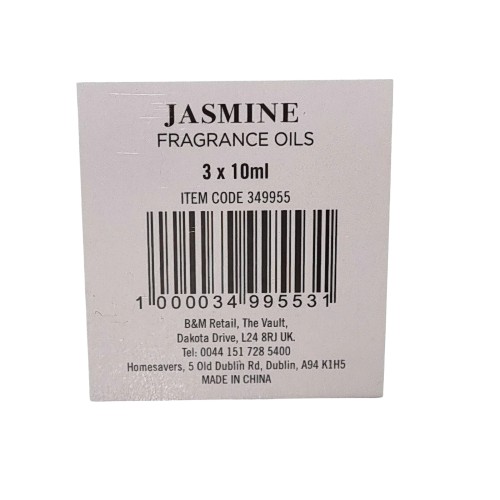 JASMINE
FRAGRANCE OILS
3 x 10ml
ITEM CODE 349955
1 000034 995531
B&M Retail, The Vault,
Dakota Drive, L24 8RJ UK.
Tel: 0044 151 728 5400
Homesavers, 5 Old Dublin Rd, Dublin, A94 K1H5
MADE IN CHINA